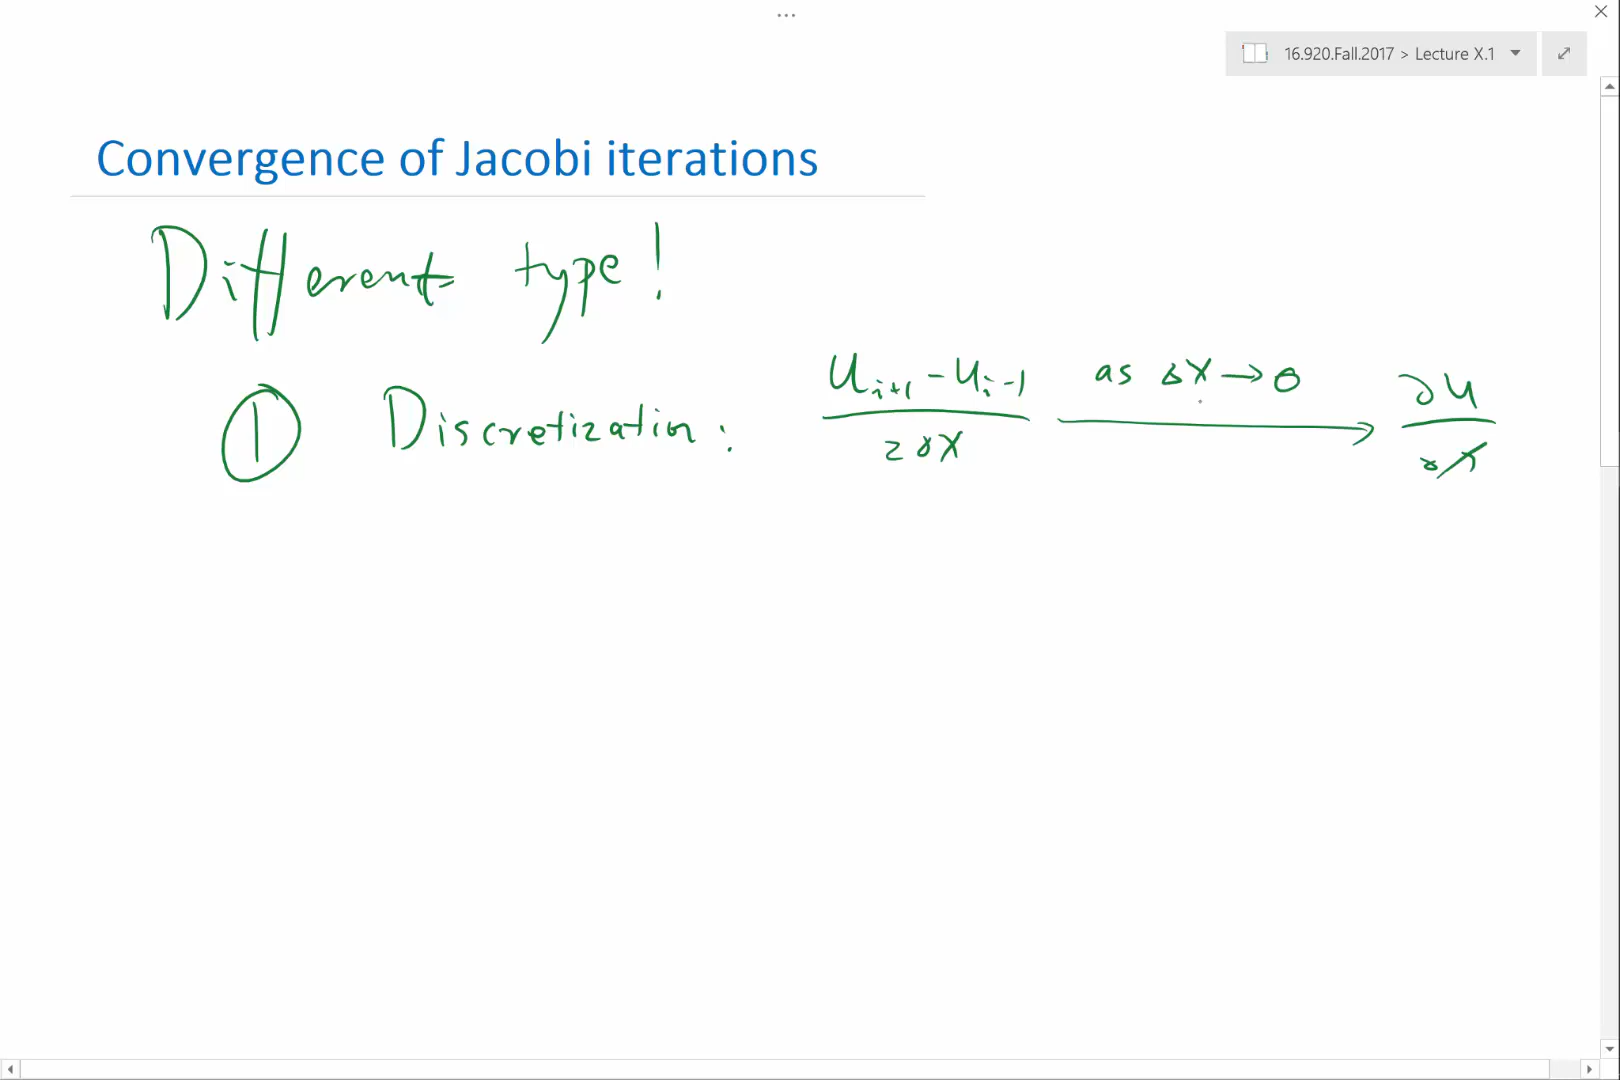 ...
16.920.Fall.2017 > Lecture X.1
Convergence of Jacobi iterations
Different type!
① Discretization: (U_{i+1} - U_{i-1}) / (2ΔX) as ΔX → 0 ⟶ ∂U / ∂X